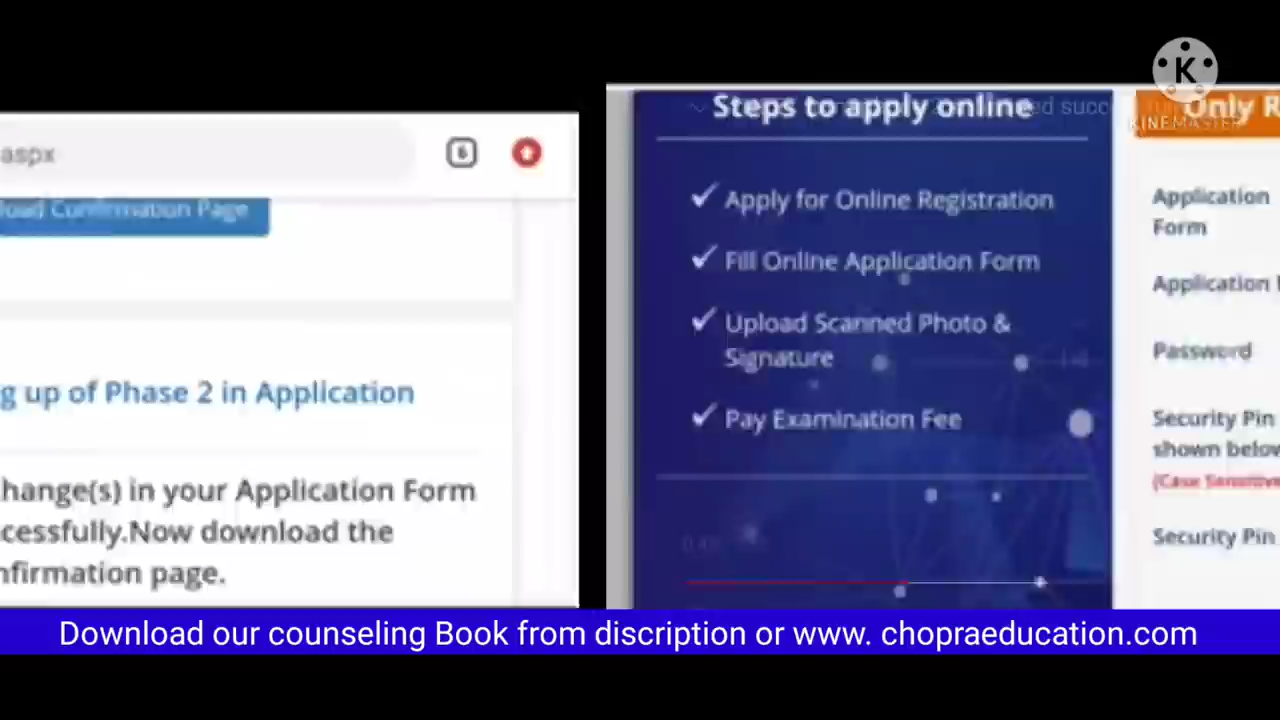 aspx
6
load Confirmation Page
g up of Phase 2 in Application
hange(s) in your Application Form
cessfully.Now download the
nfirmation page.
Steps to apply online
ed succ
Apply for Online Registration
Fill Online Application Form
Upload Scanned Photo &
Signature
Pay Examination Fee
K
KINEMASTER
Only R
Application
Form
Application
Password
Security Pin
shown below
(Case Sensitive
Security Pin
Download our counseling Book from discription or www. chopraeducation.com